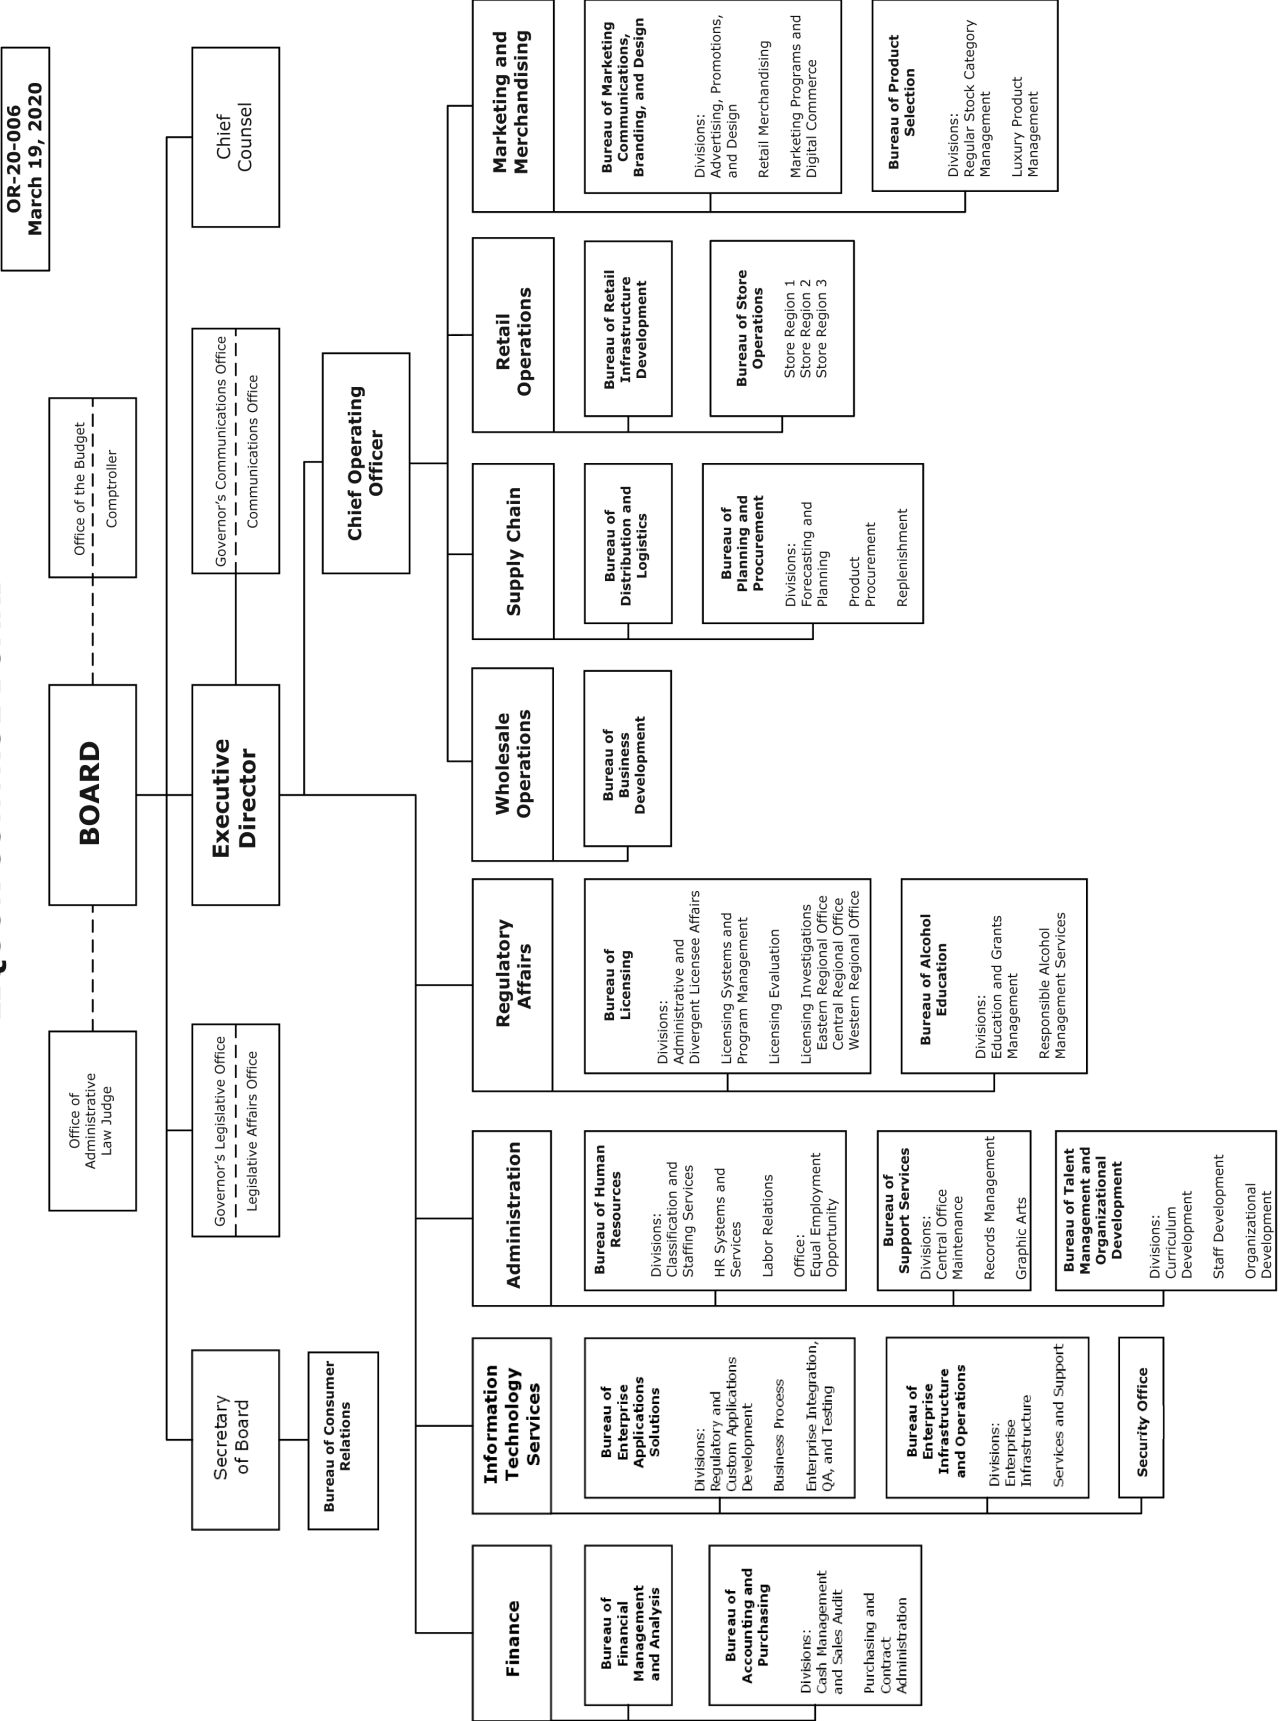 OR-20-006
March 19, 2020
Office of
Administrative
Law Judge
BOARD
Office of the Budget
Comptroller
Secretary
of Board
Governor's Legislative Office
Legislative Affairs Office
Executive
Director
Governor's Communications Office
Communications Office
Chief
Counsel
Bureau of Consumer
Relations
Chief Operating
Officer
Finance
Bureau of
Financial
Management
and Analysis
Bureau of
Accounting and
Purchasing
Divisions:
Cash Management
and Sales Audit
Purchasing and
Contract
Administration
Information
Technology
Services
Bureau of
Enterprise
Applications
Solutions
Divisions:
Regulatory and
Custom Applications
Development
Business Process
Enterprise Integration,
QA, and Testing
Bureau of
Enterprise
Infrastructure
and Operations
Divisions:
Enterprise
Infrastructure
Services and Support
Security Office
Administration
Bureau of Human
Resources
Divisions:
Classification and
Staffing Services
HR Systems and
Services
Labor Relations
Office:
Equal Employment
Opportunity
Bureau of
Support Services
Divisions:
Central Office
Maintenance
Records Management
Graphic Arts
Bureau of Talent
Management and
Organizational
Development
Divisions:
Curriculum
Development
Staff Development
Organizational
Development
Regulatory
Affairs
Bureau of
Licensing
Divisions:
Administrative and
Divergent Licensee Affairs
Licensing Systems and
Program Management
Licensing Evaluation
Licensing Investigations
Eastern Regional Office
Central Regional Office
Western Regional Office
Bureau of Alcohol
Education
Divisions:
Education and Grants
Management
Responsible Alcohol
Management Services
Wholesale
Operations
Bureau of
Business
Development
Supply Chain
Bureau of
Distribution and
Logistics
Bureau of
Planning and
Procurement
Divisions:
Forecasting and
Planning
Product
Procurement
Replenishment
Retail
Operations
Bureau of Retail
Infrastructure
Development
Bureau of Store
Operations
Store Region 1
Store Region 2
Store Region 3
Marketing and
Merchandising
Bureau of Marketing
Communications,
Branding, and Design
Divisions:
Advertising, Promotions,
and Design
Retail Merchandising
Marketing Programs and
Digital Commerce
Bureau of Product
Selection
Divisions:
Regular Stock Category
Management
Luxury Product
Management